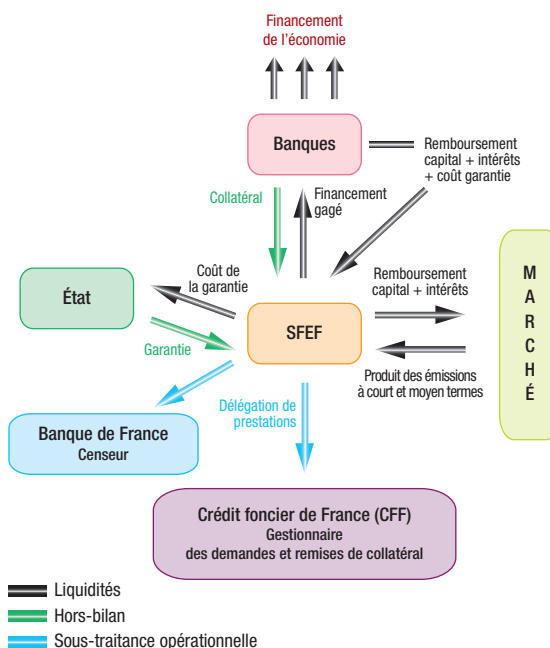 Financement
de l'économie
Banques
Remboursement
capital + intérêts
+ coût garantie
Collatéral
Financement
gagé
État
Coût de
la garantie
Garantie
SFEF
Remboursement
capital + intérêts
Produit des émissions
à court et moyen termes
M
A
R
C
H
É
Banque de France
Censeur
Délégation de
prestations
Crédit foncier de France (CFF)
Gestionnaire
des demandes et remises de collatéral
Liquidités
Hors-bilan
Sous-traitance opérationnelle